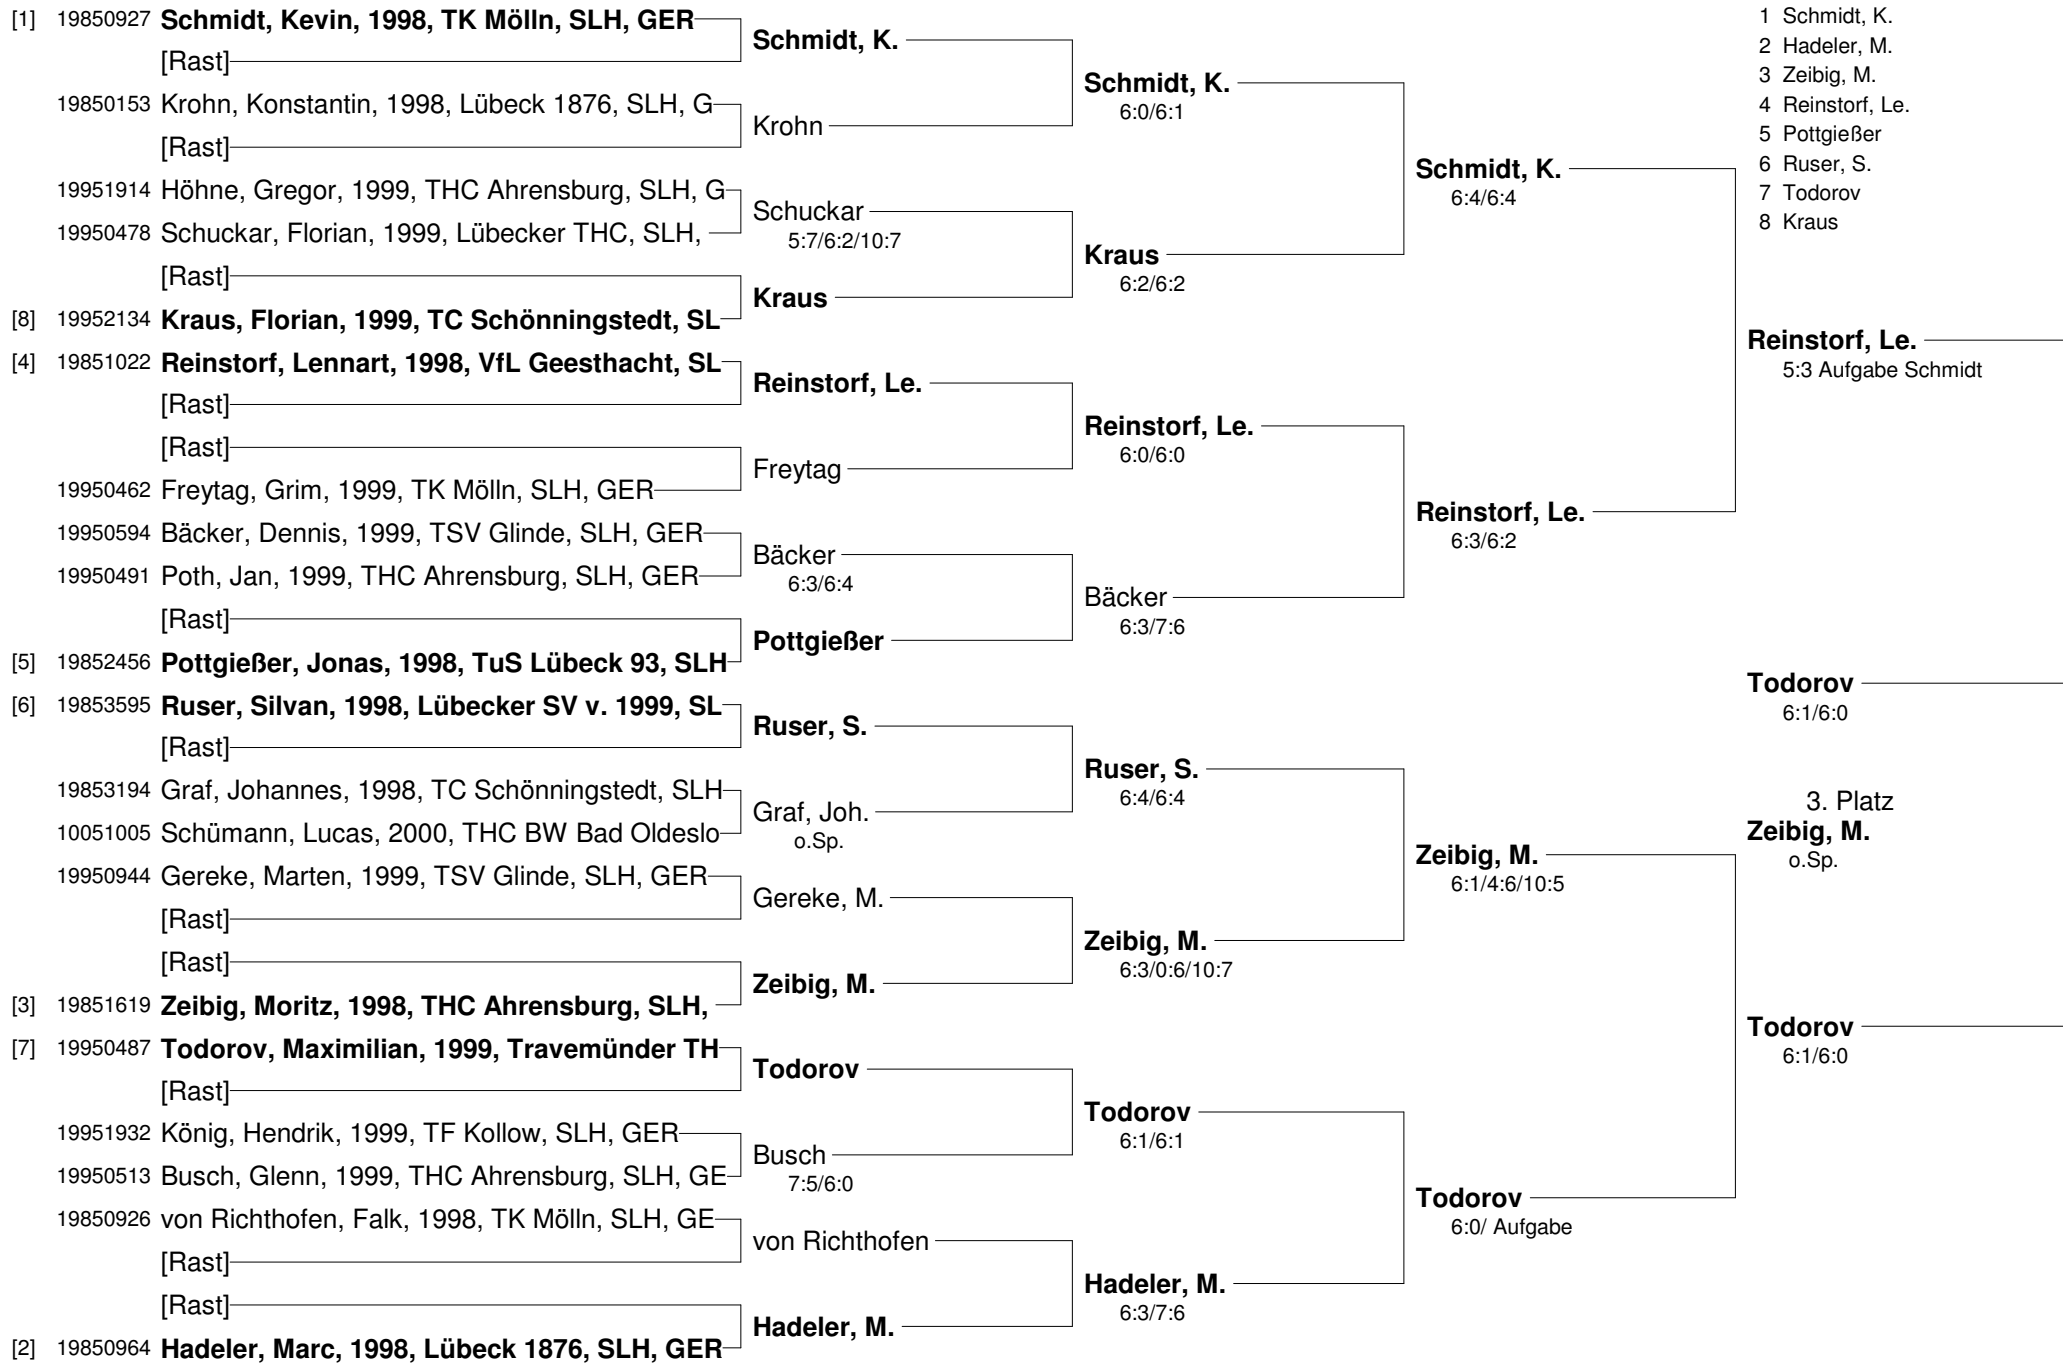 [1] 19850927 Schmidt, Kevin, 1998, TK Mölln, SLH, GER
[Rast]
19850153 Krohn, Konstantin, 1998, Lübeck 1876, SLH, G
[Rast]
19951914 Höhne, Gregor, 1999, THC Ahrensburg, SLH, G
19950478 Schuckar, Florian, 1999, Lübecker THC, SLH,
[Rast]
[8] 19952134 Kraus, Florian, 1999, TC Schönningstedt, SL
[4] 19851022 Reinstorf, Lennart, 1998, VfL Geesthacht, SL
[Rast]
[Rast]
19950462 Freytag, Grim, 1999, TK Mölln, SLH, GER
19950594 Bäcker, Dennis, 1999, TSV Glinde, SLH, GER
19950491 Poth, Jan, 1999, THC Ahrensburg, SLH, GER
[Rast]
[5] 19852456 Pottgießer, Jonas, 1998, TuS Lübeck 93, SLH
[6] 19853595 Ruser, Silvan, 1998, Lübecker SV v. 1999, SL
[Rast]
19853194 Graf, Johannes, 1998, TC Schönningstedt, SLH
10051005 Schümann, Lucas, 2000, THC BW Bad Oldeslo
19950944 Gereke, Marten, 1999, TSV Glinde, SLH, GER
[Rast]
[Rast]
[3] 19851619 Zeibig, Moritz, 1998, THC Ahrensburg, SLH,
[7] 19950487 Todorov, Maximilian, 1999, Travemünder TH
[Rast]
19951932 König, Hendrik, 1999, TF Kollow, SLH, GER
19950513 Busch, Glenn, 1999, THC Ahrensburg, SLH, GE
19850926 von Richthofen, Falk, 1998, TK Mölln, SLH, GE
[Rast]
[Rast]
[2] 19850964 Hadeler, Marc, 1998, Lübeck 1876, SLH, GER
Schmidt, K.
Krohn
Schuckar
5:7/6:2/10:7
Kraus
Reinstorf, Le.
Freytag
Bäcker
6:3/6:4
Pottgießer
Ruser, S.
Graf, Joh.
o.Sp.
Gereke, M.
Zeibig, M.
Todorov
Busch
7:5/6:0
von Richthofen
Hadeler, M.
Schmidt, K.
6:0/6:1
Kraus
6:2/6:2
Reinstorf, Le.
6:0/6:0
Bäcker
6:3/7:6
Ruser, S.
6:4/6:4
Zeibig, M.
6:3/0:6/10:7
Todorov
6:1/6:1
Hadeler, M.
6:3/7:6
Schmidt, K.
6:4/6:4
Reinstorf, Le.
6:3/6:2
Zeibig, M.
6:1/4:6/10:5
Todorov
6:0/ Aufgabe
1 Schmidt, K.
2 Hadeler, M.
3 Zeibig, M.
4 Reinstorf, Le.
5 Pottgießer
6 Ruser, S.
7 Todorov
8 Kraus
Reinstorf, Le.
5:3 Aufgabe Schmidt
Todorov
6:1/6:0
3. Platz
Zeibig, M.
o.Sp.
Todorov
6:1/6:0